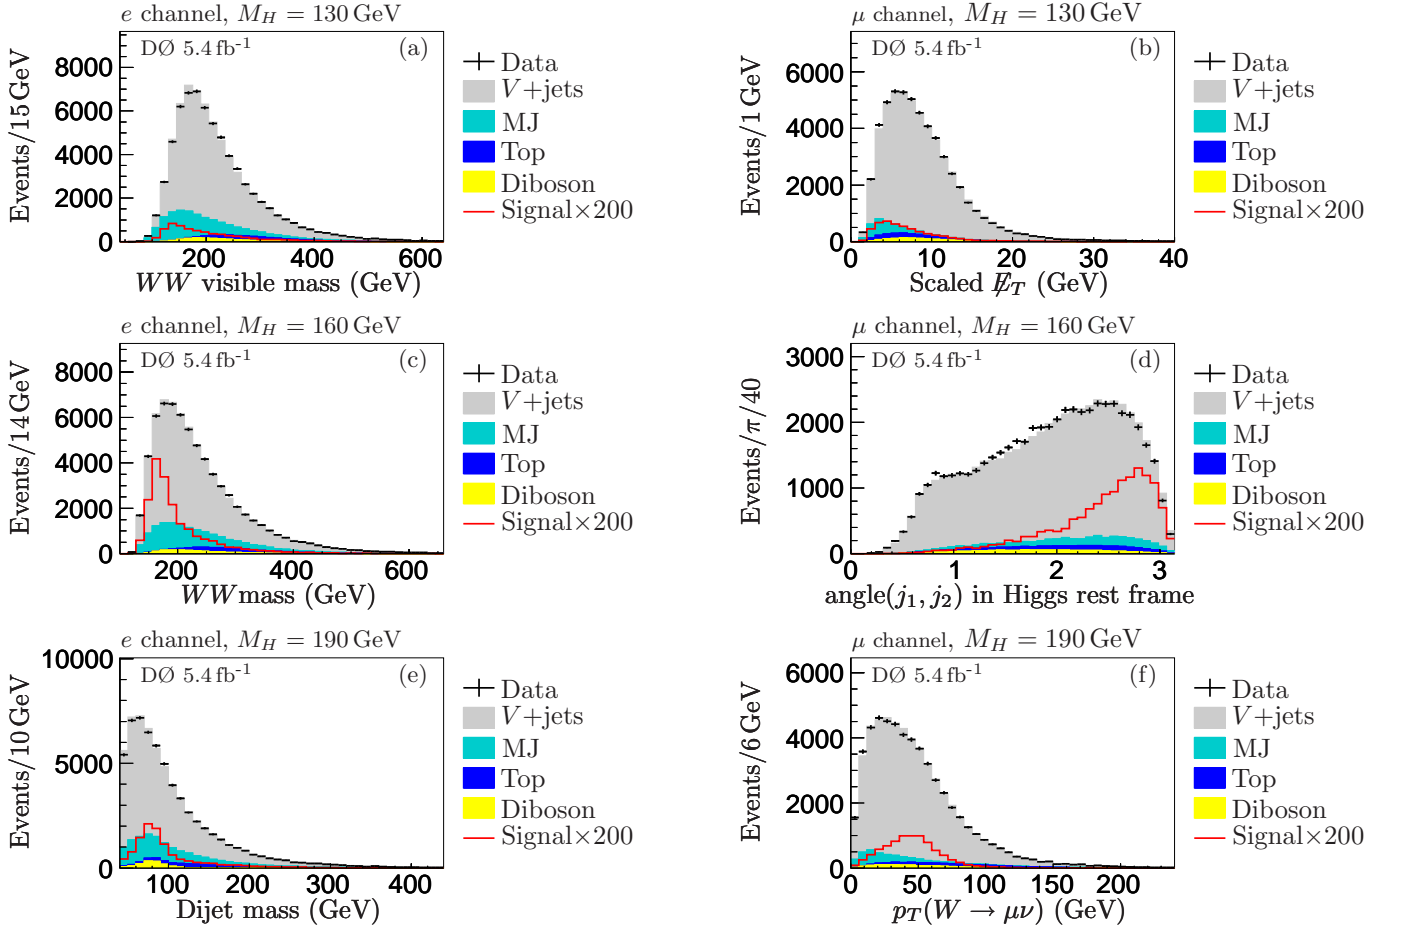 e channel, M_H = 130 GeV
DØ 5.4 fb-1
(a)
Events/15 GeV
8000
6000
4000
2000
0
200
400
600
WW visible mass (GeV)
Data
V+jets
MJ
Top
Diboson
Signal×200
μ channel, M_H = 130 GeV
DØ 5.4 fb-1
(b)
Events/1 GeV
6000
4000
2000
0
0
10
20
30
40
Scaled E̸_T (GeV)
Data
V+jets
MJ
Top
Diboson
Signal×200
e channel, M_H = 160 GeV
DØ 5.4 fb-1
(c)
Events/14 GeV
8000
6000
4000
2000
0
200
400
600
WW mass (GeV)
Data
V+jets
MJ
Top
Diboson
Signal×200
μ channel, M_H = 160 GeV
DØ 5.4 fb-1
(d)
Events/π/40
3000
2000
1000
0
0
1
2
3
angle(j1, j2) in Higgs rest frame
Data
V+jets
MJ
Top
Diboson
Signal×200
e channel, M_H = 190 GeV
DØ 5.4 fb-1
(e)
Events/10 GeV
10000
5000
0
100
200
300
400
Dijet mass (GeV)
Data
V+jets
MJ
Top
Diboson
Signal×200
μ channel, M_H = 190 GeV
DØ 5.4 fb-1
(f)
Events/6 GeV
6000
4000
2000
0
0
50
100
150
200
p_T(W → μν) (GeV)
Data
V+jets
MJ
Top
Diboson
Signal×200